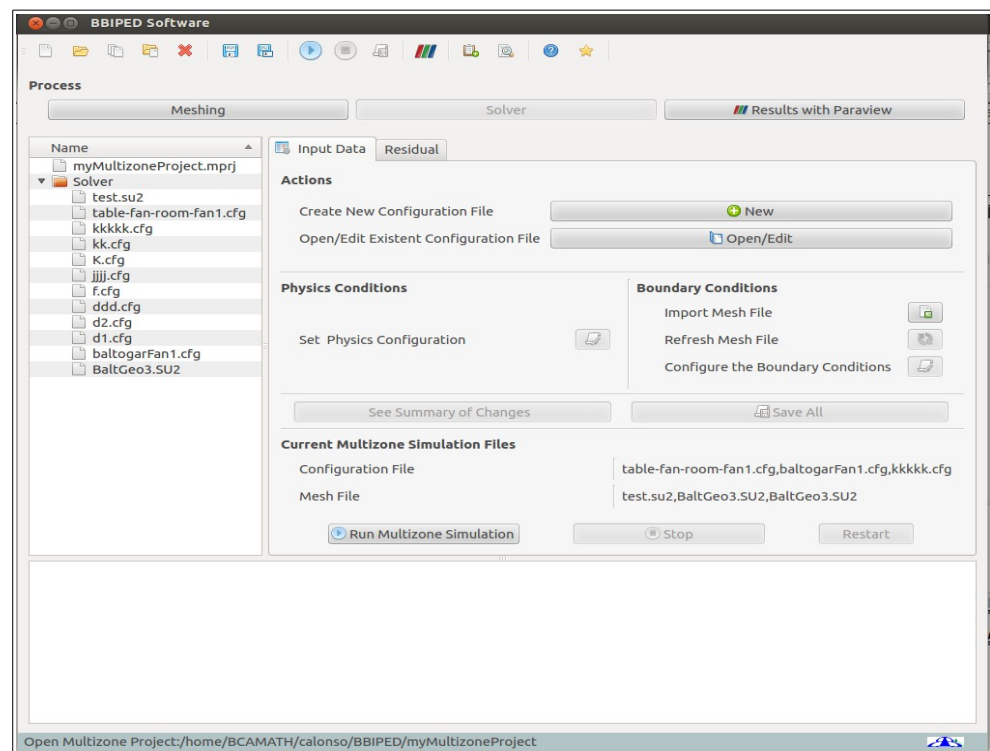 BBIPED Software
Process
Meshing
Solver
Results with Paraview
Name
myMultizoneProject.mprj
Solver
test.su2
table-fan-room-fan1.cfg
kkkkk.cfg
kk.cfg
K.cfg
jjjj.cfg
f.cfg
ddd.cfg
d2.cfg
d1.cfg
baltogarFan1.cfg
BaltGeo3.SU2
Input Data
Residual
Actions
Create New Configuration File
New
Open/Edit Existent Configuration File
Open/Edit
Physics Conditions
Set Physics Configuration
Boundary Conditions
Import Mesh File
Refresh Mesh File
Configure the Boundary Conditions
See Summary of Changes
Save All
Current Multizone Simulation Files
Configuration File
table-fan-room-fan1.cfg,baltogarFan1.cfg,kkkkk.cfg
Mesh File
test.su2,BaltGeo3.SU2,BaltGeo3.SU2
Run Multizone Simulation
Stop
Restart
Open Multizone Project:/home/BCAMATH/calonso/BBIPED/myMultizoneProject